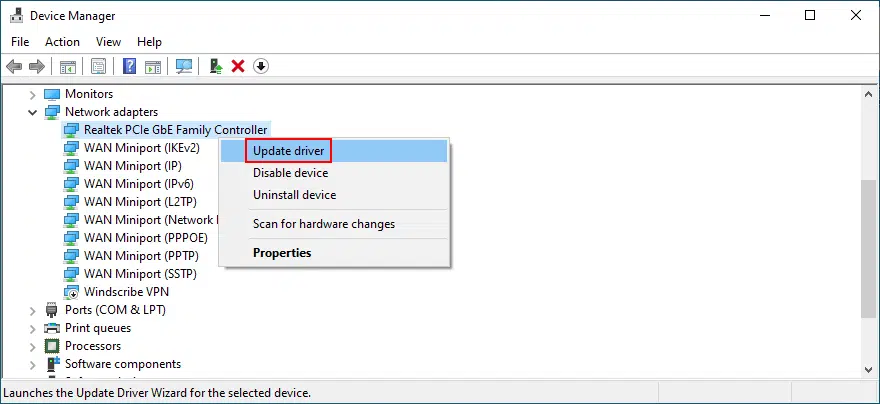 Device Manager
File Action View Help
Monitors
Network adapters
Realtek PCIe GbE Family Controller
WAN Miniport (IKEv2)
WAN Miniport (IP)
WAN Miniport (IPv6)
WAN Miniport (L2TP)
WAN Miniport (Network
WAN Miniport (PPPOE)
WAN Miniport (PPTP)
WAN Miniport (SSTP)
Windscribe VPN
Ports (COM & LPT)
Print queues
Processors
Software components
Update driver
Disable device
Uninstall device
Scan for hardware changes
Properties
Launches the Update Driver Wizard for the selected device.